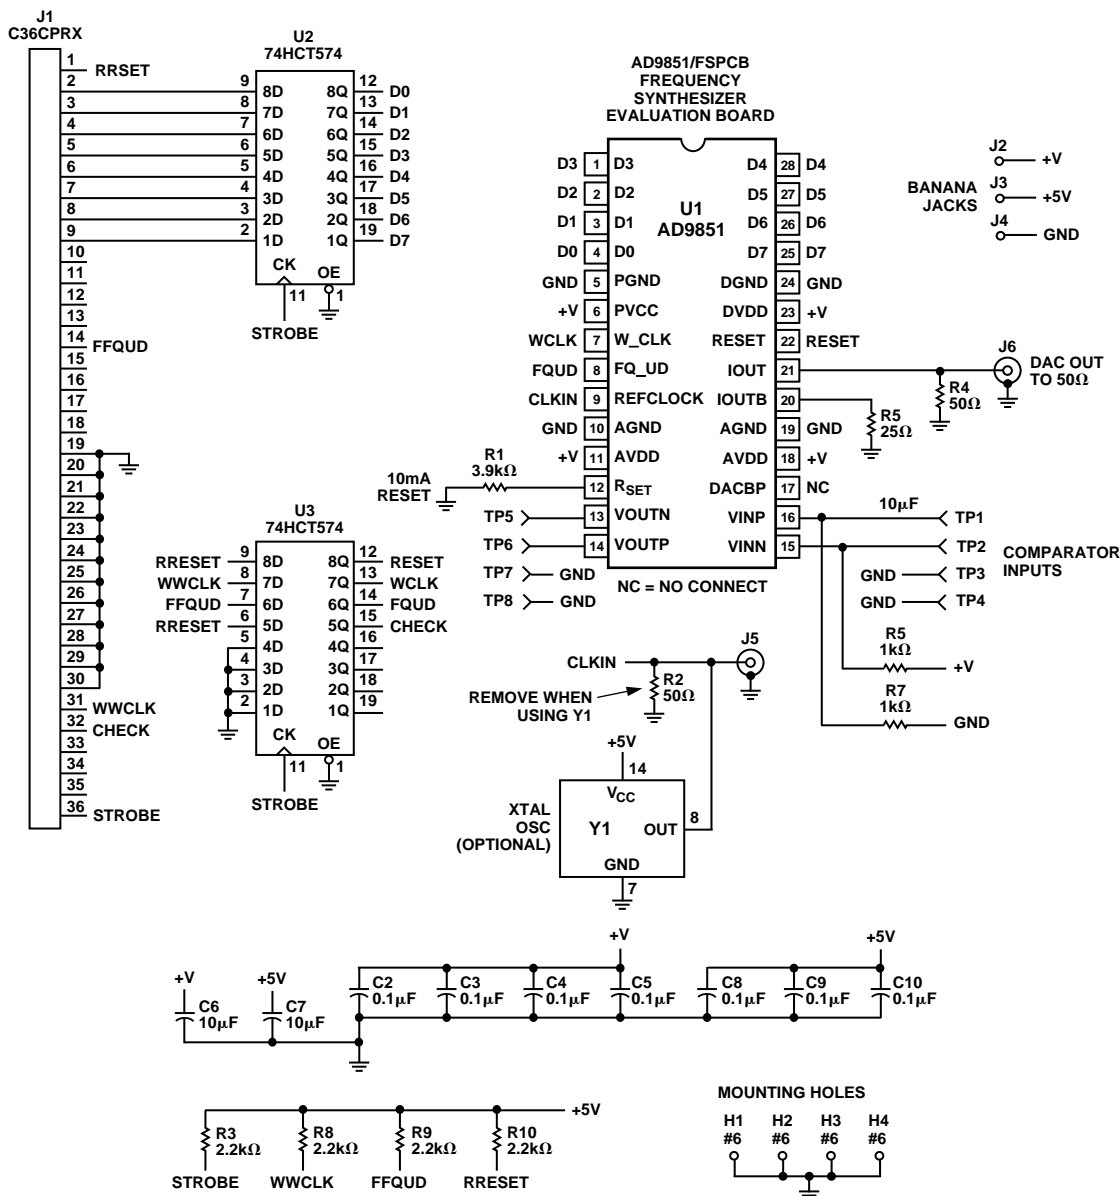 J1
C36CPRX
1
RRSET
2
3
4
5
6
7
8
9
10
11
12
13
14
FFQUD
15
16
17
18
19
20
21
22
23
24
25
26
27
28
29
30
31
WWCLK
32
CHECK
33
34
35
36
STROBE
U2
74HCT574
9 8D 8Q 12 D0
8 7D 7Q 13 D1
7 6D 6Q 14 D2
6 5D 5Q 15 D3
5 4D 4Q 16 D4
4 3D 3Q 17 D5
3 2D 2Q 18 D6
2 1D 1Q 19 D7
CK OE
11 1
STROBE
U3
74HCT574
RRESET 9 8D 8Q 12 RESET
WWCLK 8 7D 7Q 13 WCLK
FFQUD 7 6D 6Q 14 FQUD
RRESET 6 5D 5Q 15 CHECK
5 4D 4Q 16
4 3D 3Q 17
3 2D 2Q 18
2 1D 1Q 19
CK OE
11 1
STROBE
AD9851/FSPCB
FREQUENCY
SYNTHESIZER
EVALUATION BOARD
U1
AD9851
D3 1 D3 D4 28 D4
D2 2 D2 D5 27 D5
D1 3 D1 D6 26 D6
D0 4 D0 D7 25 D7
GND 5 PGND DGND 24 GND
+V 6 PVCC DVDD 23 +V
WCLK 7 W_CLK RESET 22 RESET
FQUD 8 FQ_UD IOUT 21
CLKIN 9 REFCLOCK IOUTB 20
GND 10 AGND AGND 19 GND
+V 11 AVDD AVDD 18 +V
12 RSET DACBP 17 NC
TP5 13 VOUTN VINP 16 10µF TP1
TP6 14 VOUTP VINN 15 TP2
TP7 GND
TP8 GND
NC = NO CONNECT
R1
3.9kΩ
10mA
RESET
GND TP3
GND TP4
COMPARATOR
INPUTS
R5
1kΩ
+V
R7
1kΩ
GND
J2
+V
BANANA
JACKS
J3
+5V
J4
GND
J6
DAC OUT
TO 50Ω
R4
50Ω
R5
25Ω
CLKIN
J5
R2
50Ω
REMOVE WHEN
USING Y1
+5V
14
VCC
XTAL
OSC
(OPTIONAL)
Y1 OUT
8
GND
7
+V
C6
10µF
+5V
C7
10µF
+V
C2
0.1µF
C3
0.1µF
C4
0.1µF
C5
0.1µF
+5V
C8
0.1µF
C9
0.1µF
C10
0.1µF
+5V
R3
2.2kΩ
R8
2.2kΩ
R9
2.2kΩ
R10
2.2kΩ
STROBE WWCLK FFQUD RRESET
MOUNTING HOLES
H1 H2 H3 H4
#6 #6 #6 #6